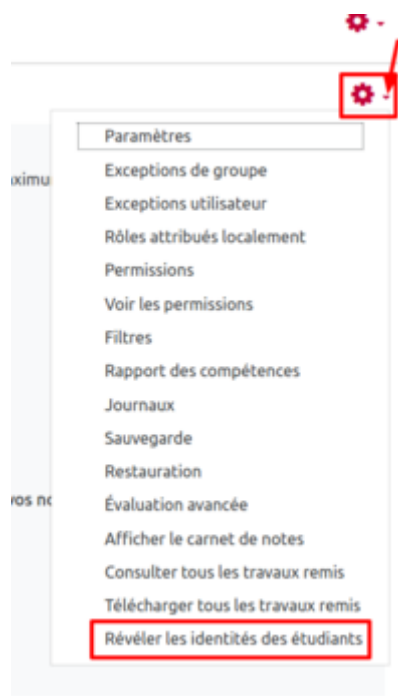 Paramètres
Exceptions de groupe
ximu
Exceptions utilisateur
Rôles attribués localement
Permissions
Voir les permissions
Filtres
Rapport des compétences
Journaux
Sauvegarde
Restauration
vos no
Évaluation avancée
Afficher le carnet de notes
Consulter tous les travaux remis
Télécharger tous les travaux remis
Révéler les identités des étudiants